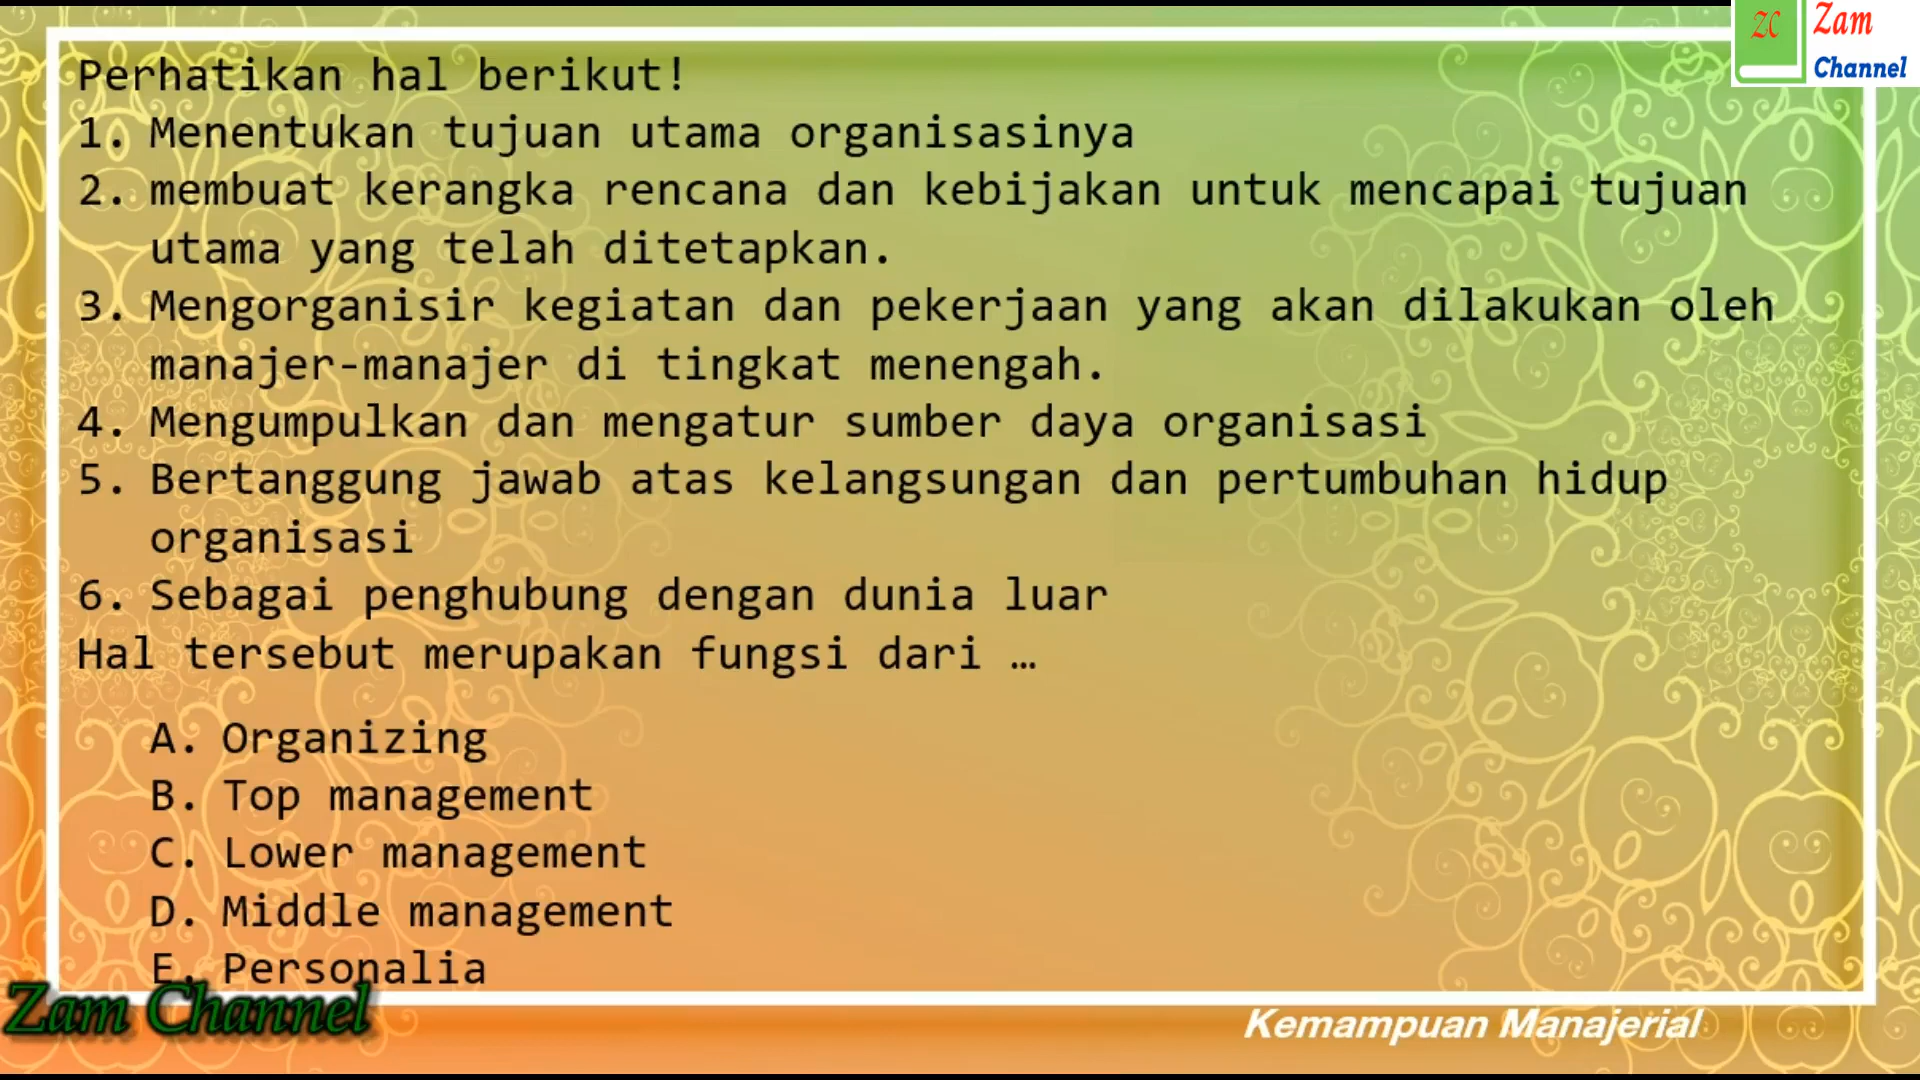 ZC Zam
Channel
Perhatikan hal berikut!
1. Menentukan tujuan utama organisasinya
2. membuat kerangka rencana dan kebijakan untuk mencapai tujuan
utama yang telah ditetapkan.
3. Mengorganisir kegiatan dan pekerjaan yang akan dilakukan oleh
manajer-manajer di tingkat menengah.
4. Mengumpulkan dan mengatur sumber daya organisasi
5. Bertanggung jawab atas kelangsungan dan pertumbuhan hidup
organisasi
6. Sebagai penghubung dengan dunia luar
Hal tersebut merupakan fungsi dari …
A. Organizing
B. Top management
C. Lower management
D. Middle management
E. Personalia
Zam Channel
Kemampuan Manajerial